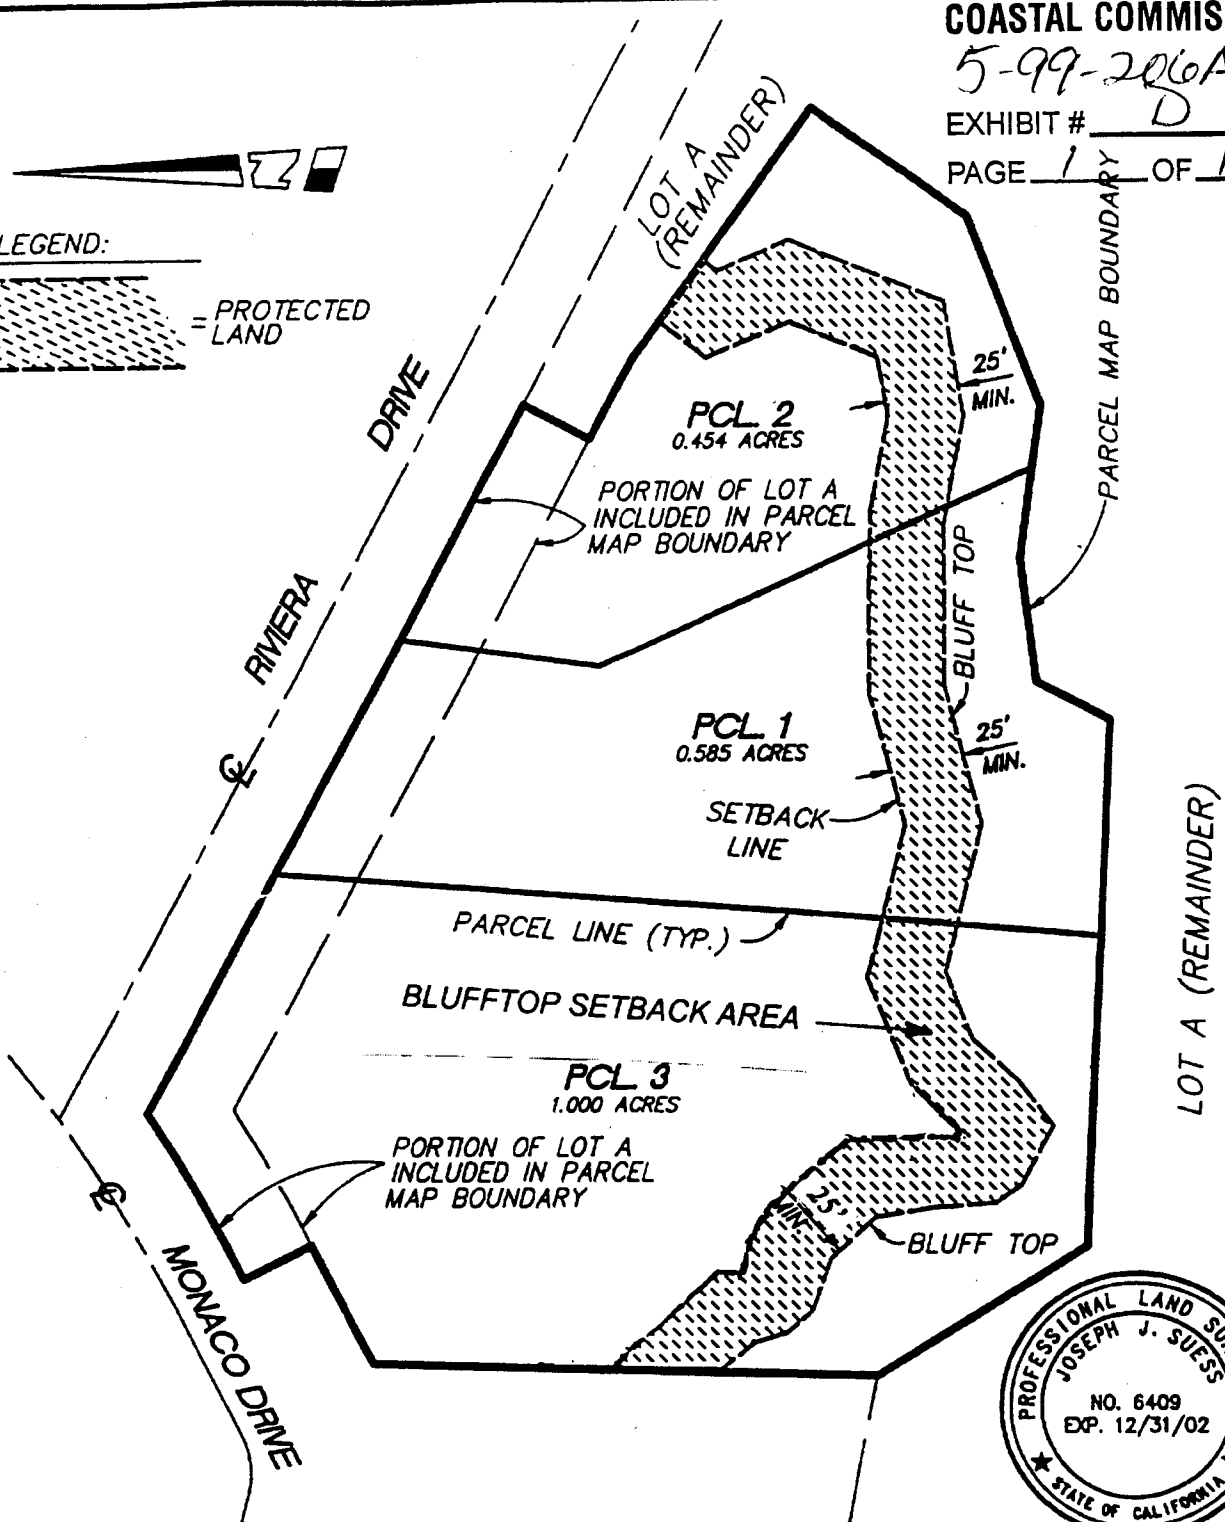 COASTAL COMMIS
5-99-206A
EXHIBIT # D
PAGE 1 OF 1
LEGEND:
= PROTECTED
LAND
LOT A
(REMAINDER)
PARCEL MAP BOUNDARY
25'
MIN.
RIVIERA DRIVE
PCL. 2
0.454 ACRES
PORTION OF LOT A
INCLUDED IN PARCEL
MAP BOUNDARY
BLUFF TOP
PCL. 1
0.585 ACRES
25'
MIN.
SETBACK
LINE
LOT A (REMAINDER)
PARCEL LINE (TYP.)
BLUFFTOP SETBACK AREA
PCL. 3
1.000 ACRES
PORTION OF LOT A
INCLUDED IN PARCEL
MAP BOUNDARY
25'
MIN.
BLUFF TOP
MONACO DRIVE
PROFESSIONAL LAND SUR
JOSEPH J. SUESS
NO. 6409
EXP. 12/31/02
STATE OF CALIFORNIA